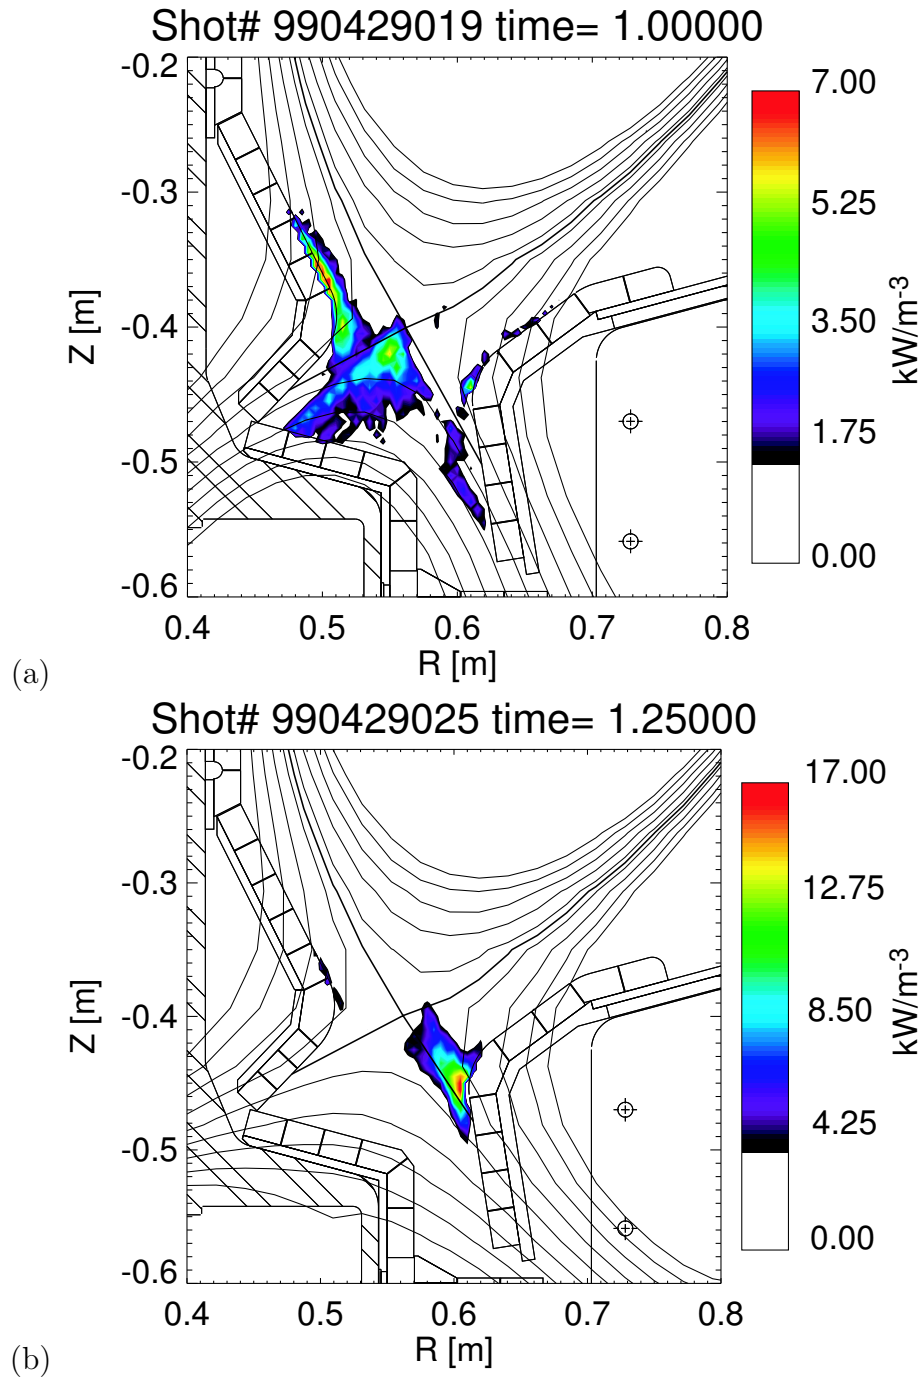 Shot# 990429019 time= 1.00000
-0.2
-0.3
-0.4
-0.5
-0.6
Z [m]
0.4 0.5 0.6 0.7 0.8
R [m]
7.00
5.25
3.50
1.75
0.00
kW/m-3
(a)
Shot# 990429025 time= 1.25000
-0.2
-0.3
-0.4
-0.5
-0.6
Z [m]
0.4 0.5 0.6 0.7 0.8
R [m]
17.00
12.75
8.50
4.25
0.00
kW/m-3
(b)